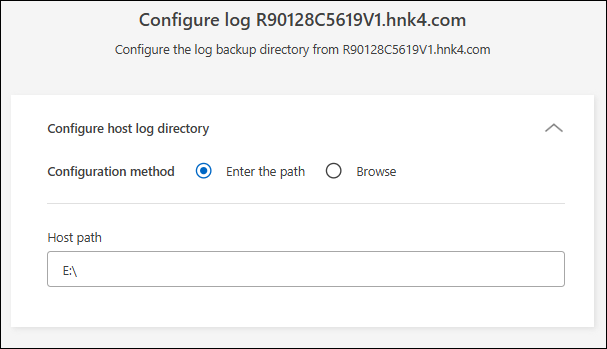 Configure log R90128C5619V1.hnk4.com
Configure the log backup directory from R90128C5619V1.hnk4.com
Configure host log directory
Configuration method Enter the path Browse
Host path
E:\